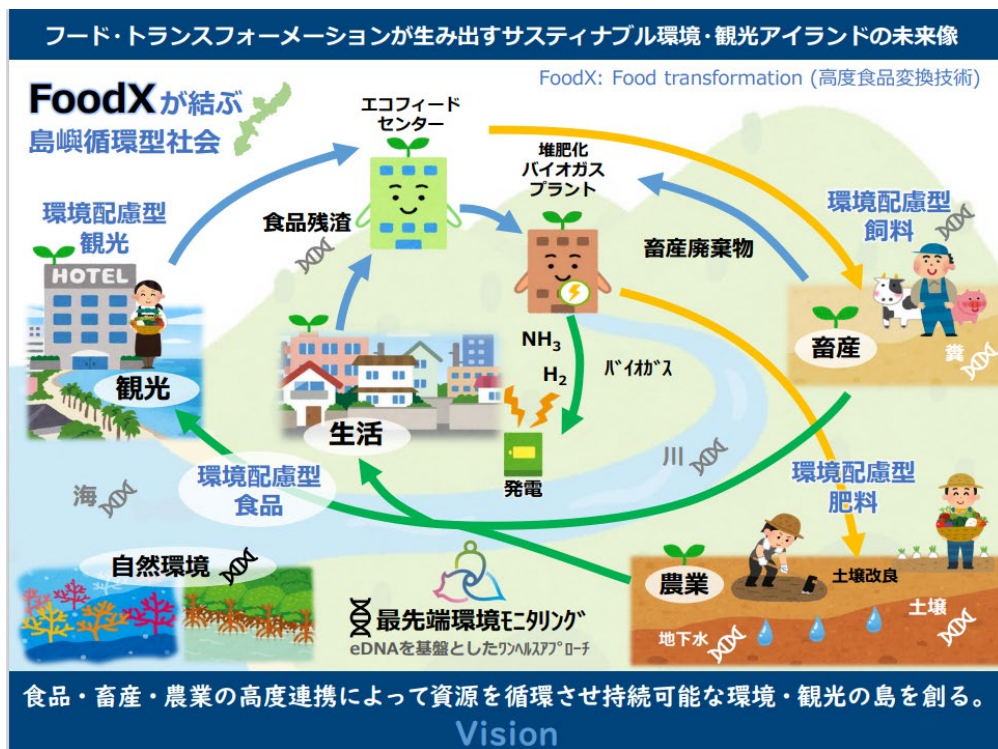 フード・トランスフォーメーションが生み出すサスティナブル環境・観光アイランドの未来像
FoodX: Food transformation (高度食品変換技術)
FoodXが結ぶ
島嶼循環型社会
エコフィード
センター
堆肥化
バイオガス
プラント
環境配慮型
観光
食品残渣
畜産廃棄物
環境配慮型
飼料
HOTEL
観光
生活
NH₃
H₂
バイオガス
発電
畜産
糞
川
海
環境配慮型
食品
環境配慮型
肥料
自然環境
農業
土壌改良
土壌
地下水
最先端環境モニタリング
eDNAを基盤としたワンヘルスアプローチ
食品・畜産・農業の高度連携によって資源を循環させ持続可能な環境・観光の島を創る。
Vision